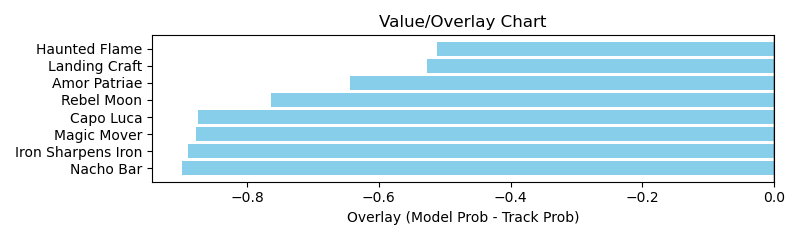 Value/Overlay Chart
Haunted Flame
Landing Craft
Amor Patriae
Rebel Moon
Capo Luca
Magic Mover
Iron Sharpens Iron
Nacho Bar
−0.8 −0.6 −0.4 −0.2 0.0
Overlay (Model Prob - Track Prob)